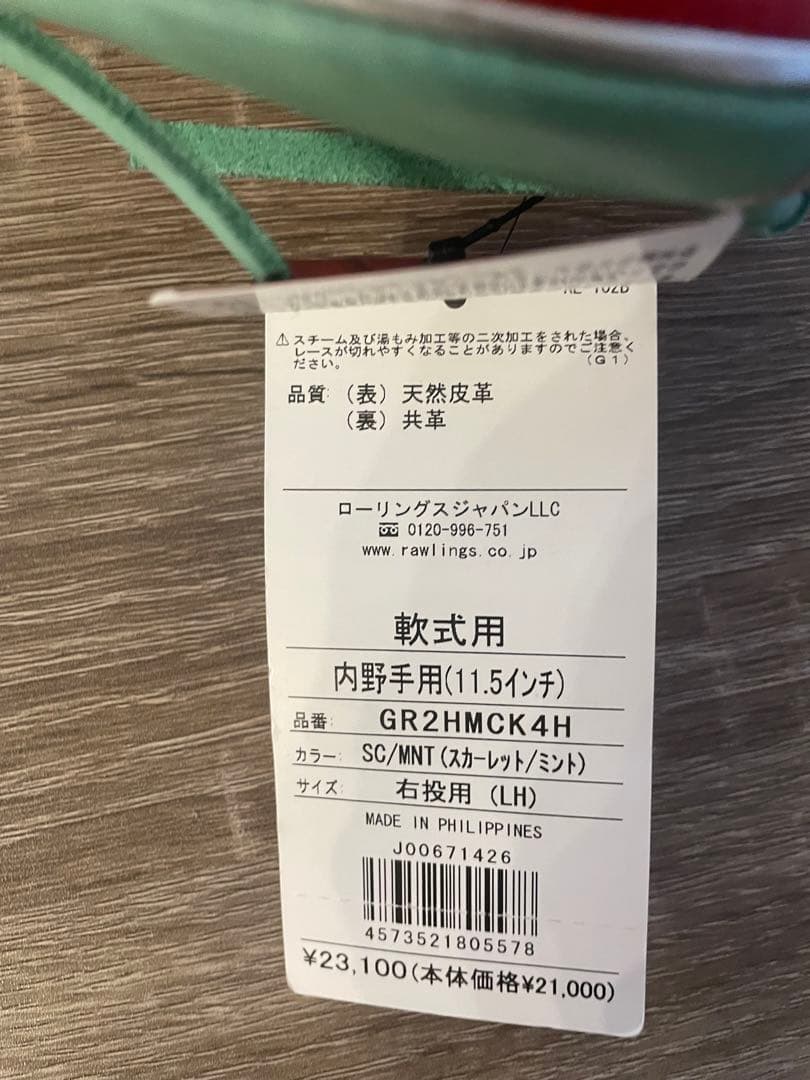 ⚠スチーム及び湯もみ加工等の二次加工をされた場合、
レースが切れやすくなることがありますのでご注意く
ださい。 (G1)
品質: (表) 天然皮革
(裏) 共革
ローリングスジャパンLLC
0120-996-751
www.rawlings.co.jp
軟式用
内野手用(11.5インチ)
品番: GR2HMCK4H
カラー: SC/MNT(スカーレット/ミント)
サイズ: 右投用 (LH)
MADE IN PHILIPPINES
J00671426
4573521805578
¥23,100(本体価格¥21,000)